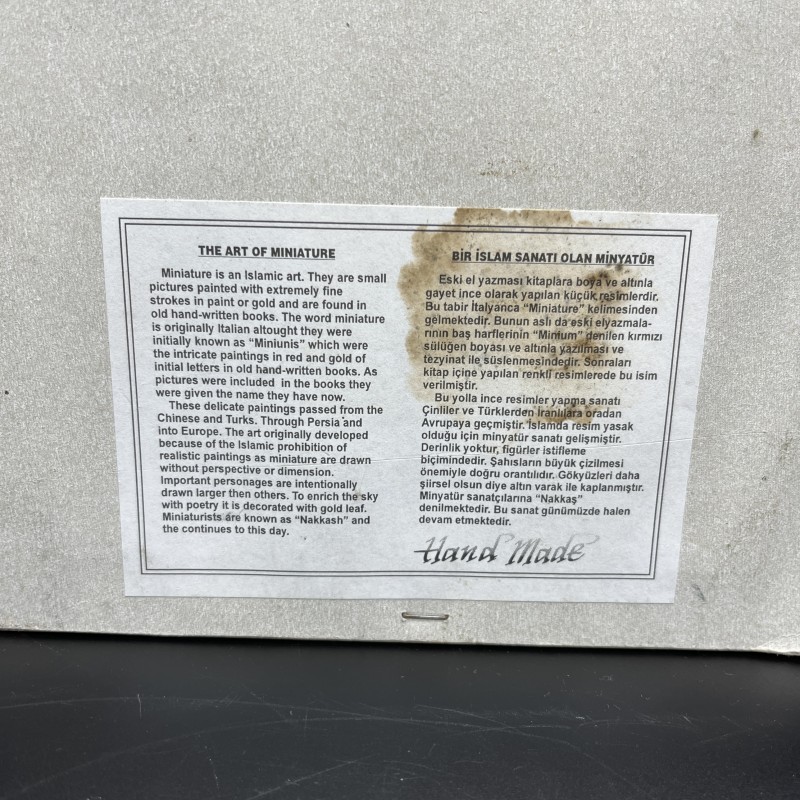 THE ART OF MINIATURE
Miniature is an Islamic art. They are small
pictures painted with extremely fine
strokes in paint or gold and are found in
old hand-written books. The word miniature
is originally Italian altought they were
initially known as “Miniunis” which were
the intricate paintings in red and gold of
initial letters in old hand-written books. As
pictures were included in the books they
were given the name they have now.
These delicate paintings passed from the
Chinese and Turks. Through Persia and
into Europe. The art originally developed
because of the Islamic prohibition of
realistic paintings as miniature are drawn
without perspective or dimension.
Important personages are intentionally
drawn larger then others. To enrich the sky
with poetry it is decorated with gold leaf.
Miniaturists are known as “Nakkash” and
the continues to this day.
BİR İSLAM SANATI OLAN MİNYATÜR
Eski el yazması kitaplara boya ve altınla
gayet ince olarak yapılan küçük resimlerdir.
Bu tabir İtalyanca “Miniature” kelimesinden
gelmektedir. Bunun aslı da eski elyazmala-
rının baş harflerinin “Minium” denilen kırmızı
sülüğen boyası ve altınla yazılması ve
tezyinat ile süslenmesindedir. Sonraları
kitap içine yapılan renkli resimlerede bu isim
verilmiştir.
Bu yolla ince resimler yapma sanatı
Çinliler ve Türklerden İranlılara oradan
Avrupaya geçmiştir. İslamda resim yasak
olduğu için minyatür sanatı gelişmiştir.
Derinlik yoktur, figürler istifleme
biçimindedir. Şahısların büyük çizilmesi
önemiyle doğru orantılıdır. Gökyüzleri daha
şiirsel olsun diye altın varak ile kaplanmıştır.
Minyatür sanatçılarına “Nakkaş”
denilmektedir. Bu sanat günümüzde halen
devam etmektedir.
Hand Made